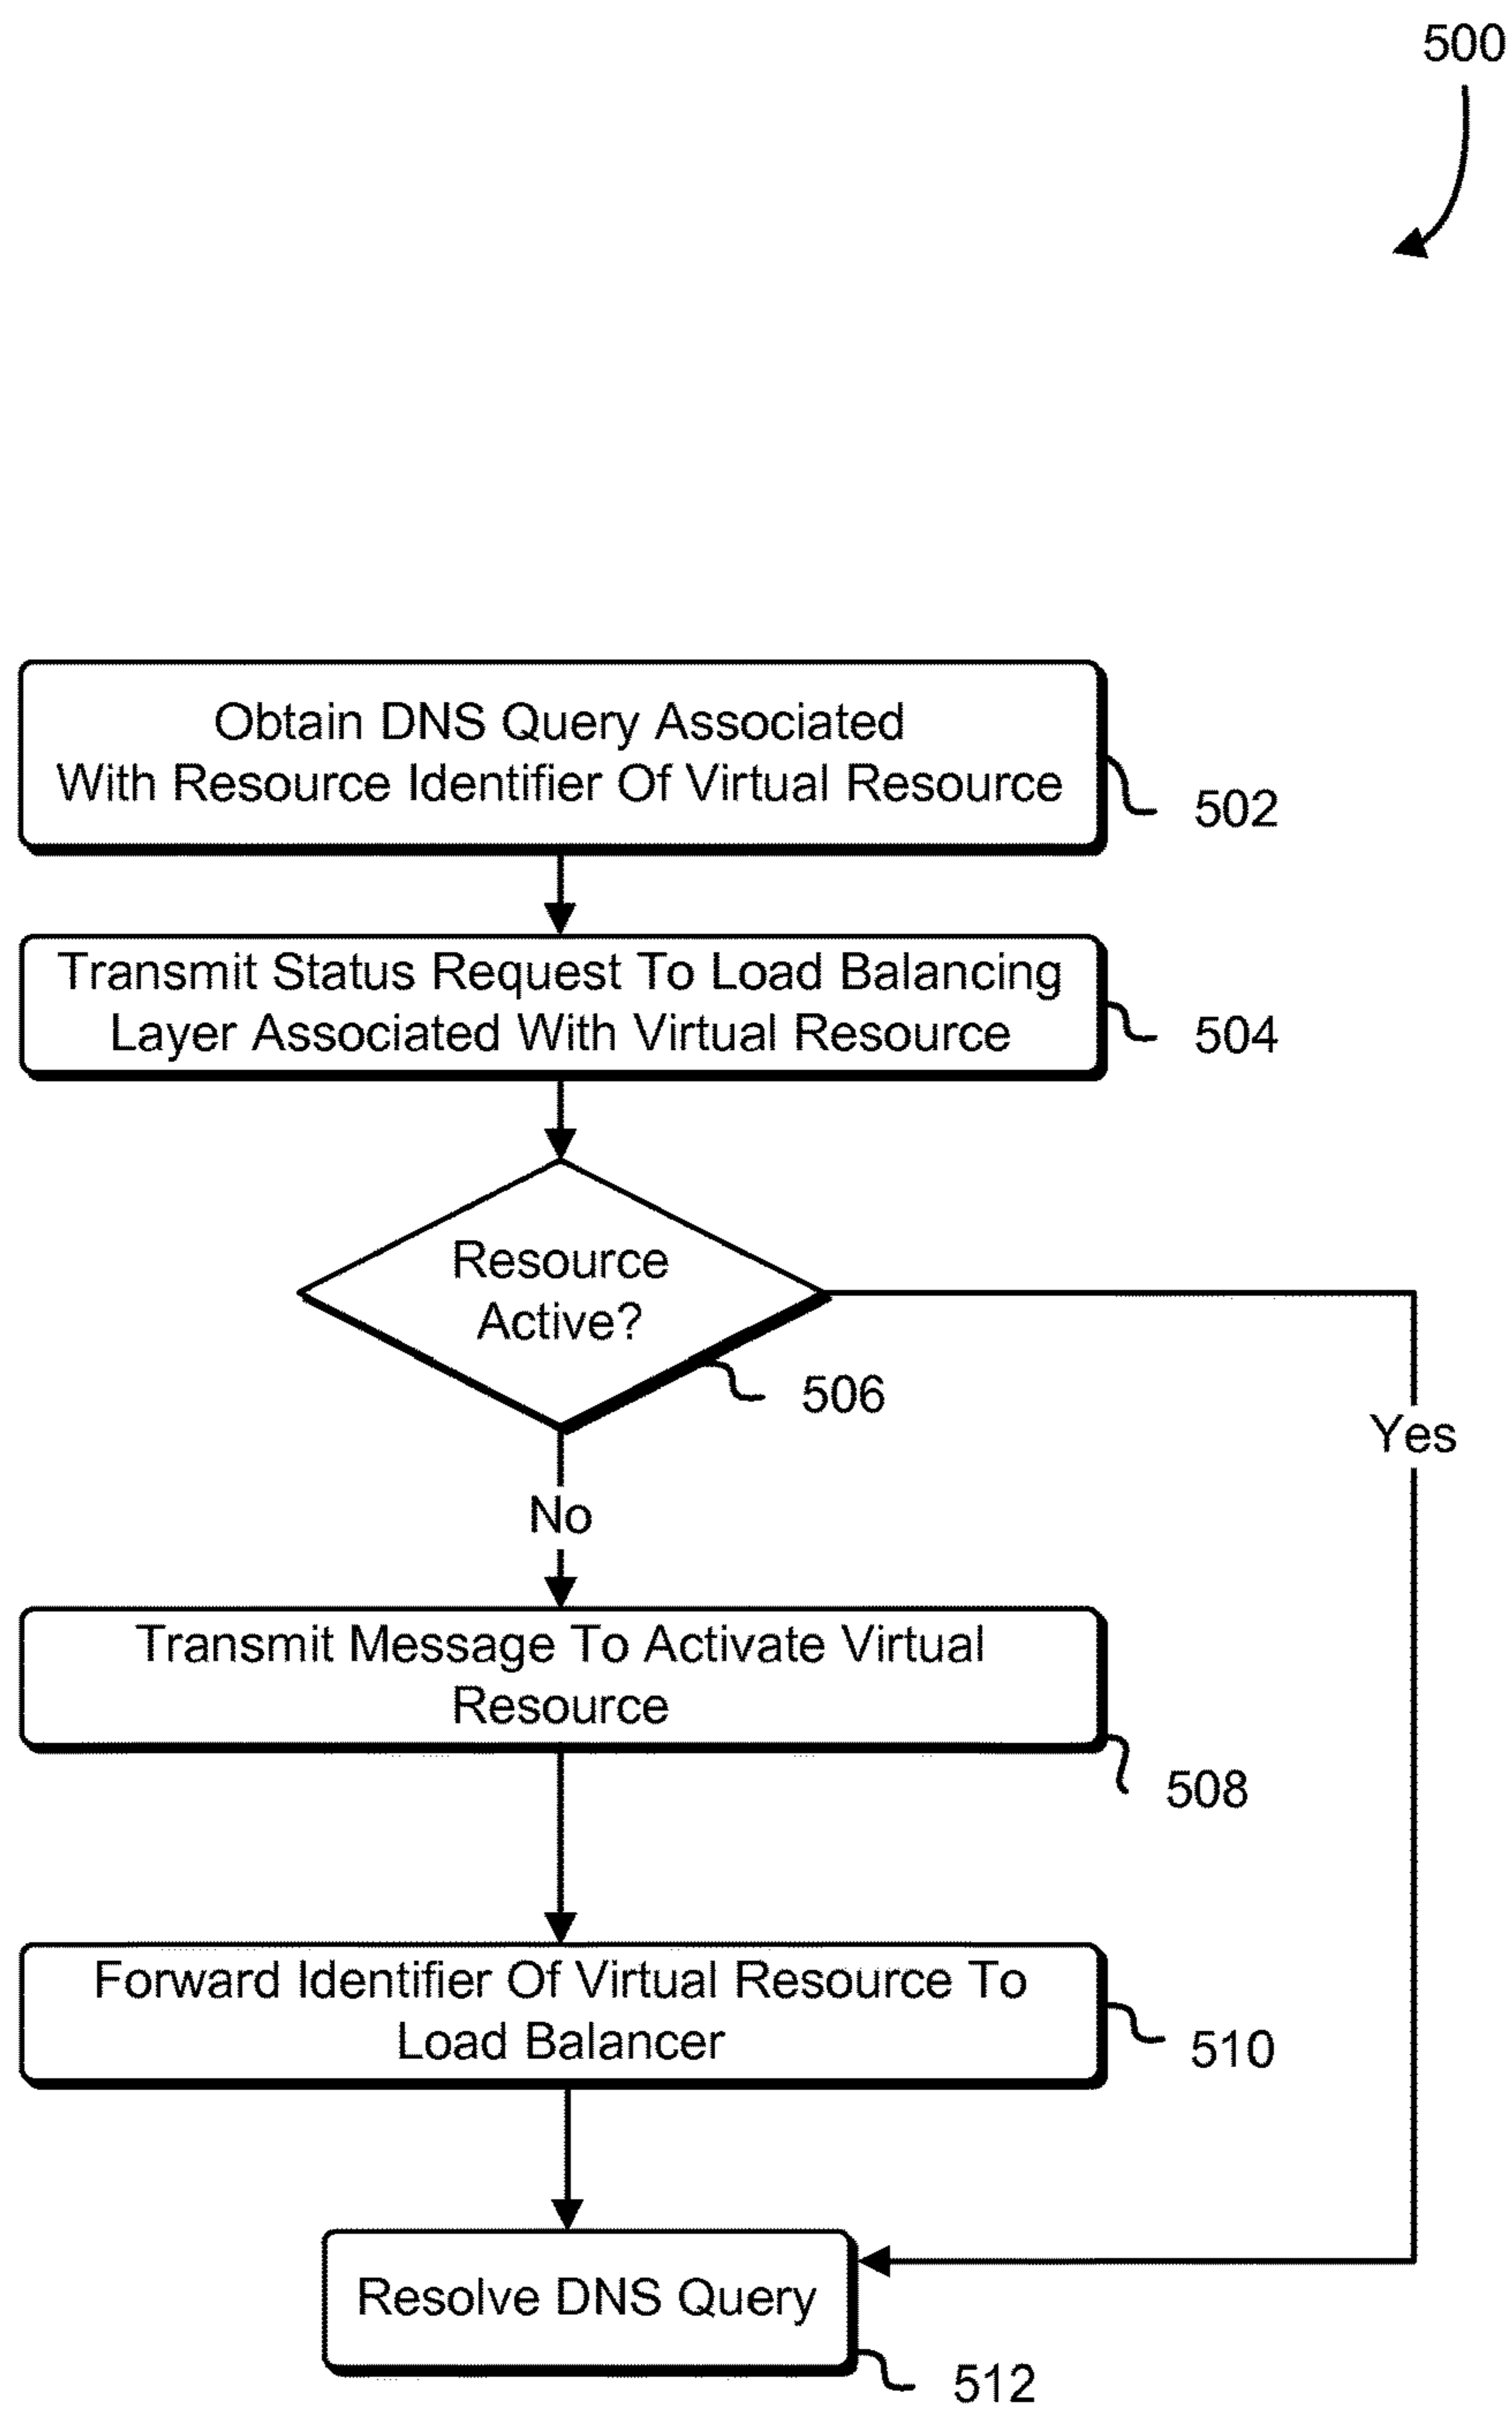 500
Obtain DNS Query Associated
With Resource Identifier Of Virtual Resource
502
Transmit Status Request To Load Balancing
Layer Associated With Virtual Resource
504
Resource
Active?
506
Yes
No
Transmit Message To Activate Virtual
Resource
508
Forward Identifier Of Virtual Resource To
Load Balancer
510
Resolve DNS Query
512